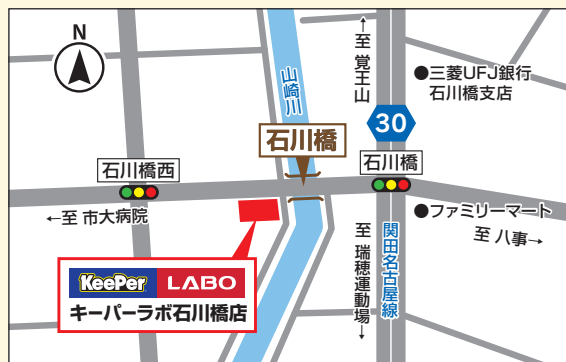 N
←至 覚王山
山崎川
●三菱UFJ銀行
石川橋支店
30
石川橋
石川橋西
石川橋
←至 市大病院
●ファミリーマート
至 八事→
関田名古屋線
至 瑞穂運動場→
KeePer LABO
キーパーラボ石川橋店